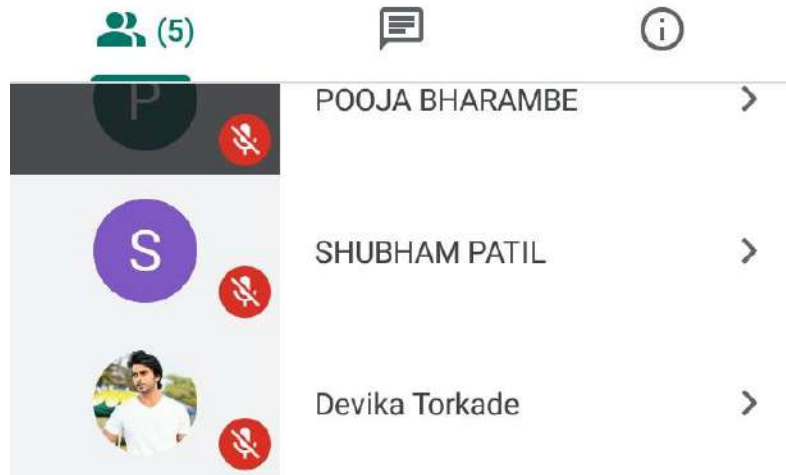 (5)
P
POOJA BHARAMBE
S
SHUBHAM PATIL
Devika Torkade